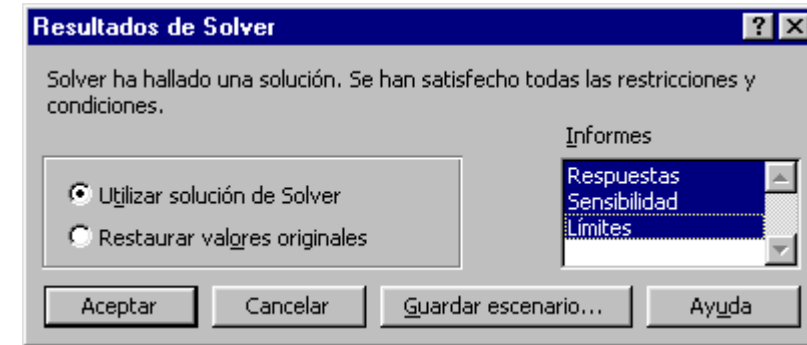 Resultados de Solver
Solver ha hallado una solución. Se han satisfecho todas las restricciones y
condiciones.
Informes
Utilizar solución de Solver
Restaurar valores originales
Respuestas
Sensibilidad
Límites
Aceptar
Cancelar
Guardar escenario...
Ayuda